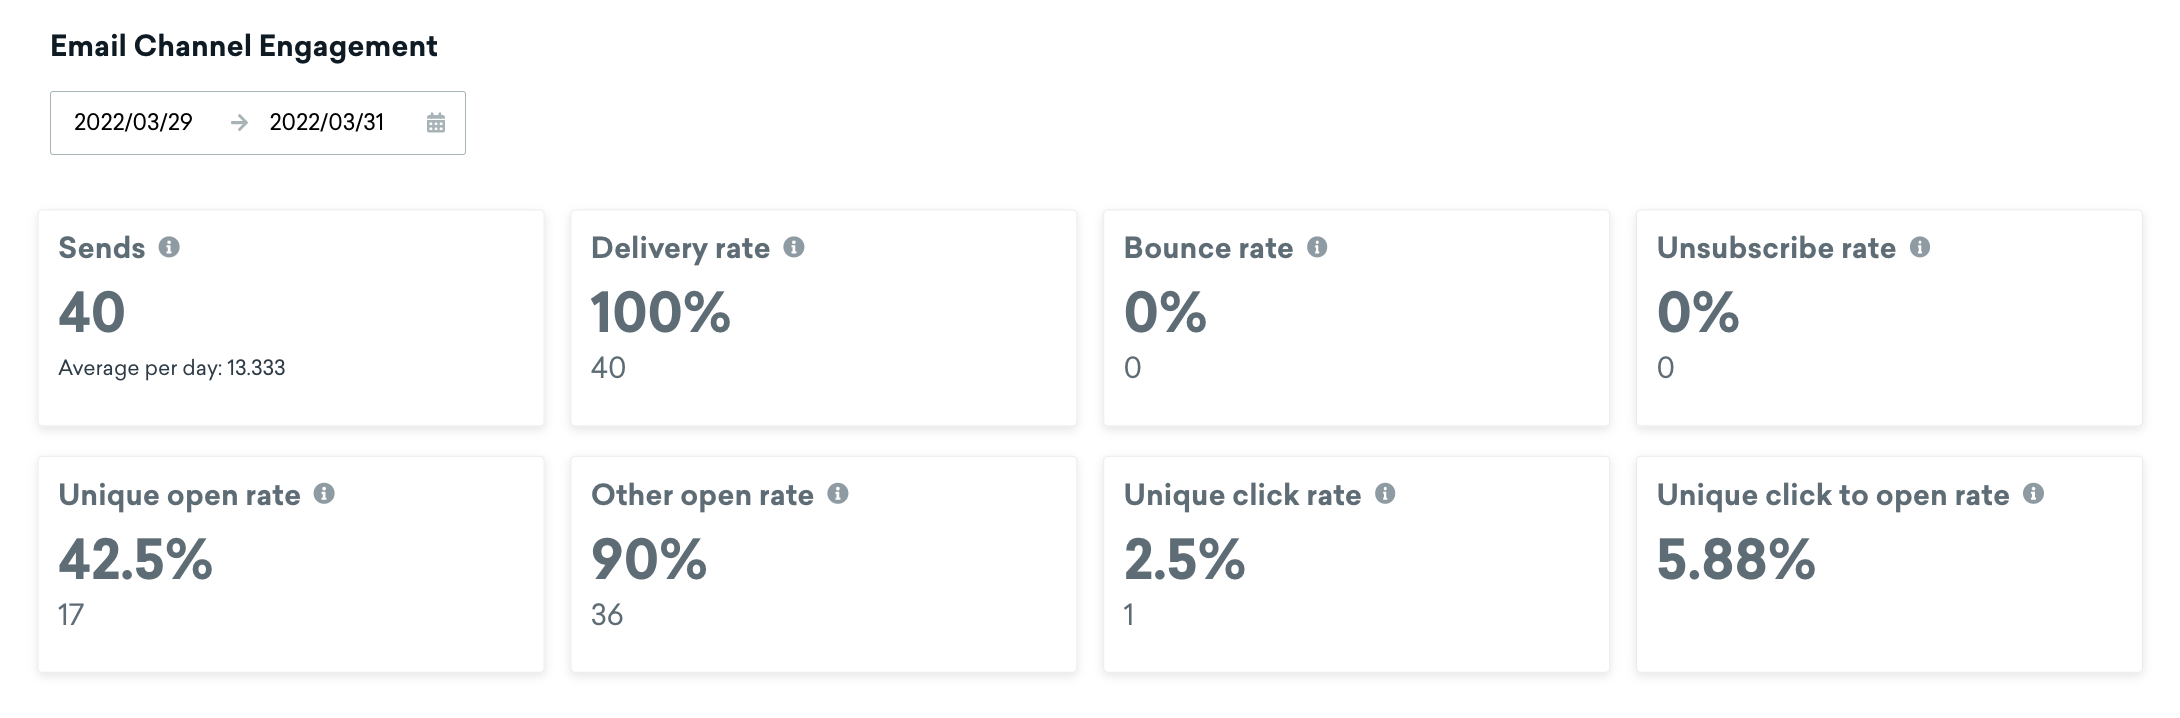 Email Channel Engagement
2022/03/29 → 2022/03/31
Sends
40
Average per day: 13.333
Delivery rate
100%
40
Bounce rate
0%
0
Unsubscribe rate
0%
0
Unique open rate
42.5%
17
Other open rate
90%
36
Unique click rate
2.5%
1
Unique click to open rate
5.88%